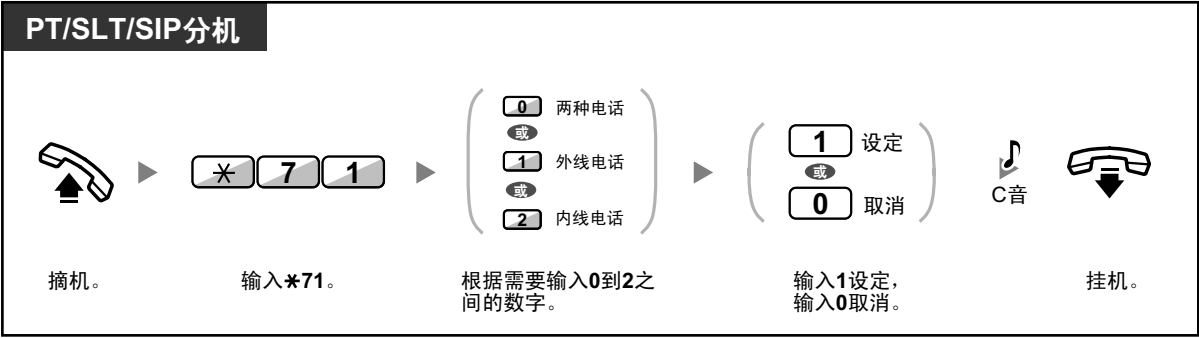 PT/SLT/SIP分机
0 两种电话
或
1 外线电话
或
2 内线电话
1 设定
或
0 取消
* 7 1
C音
摘机。
输入*71。
根据需要输入0到2之
间的数字。
输入1设定，
输入0取消。
挂机。